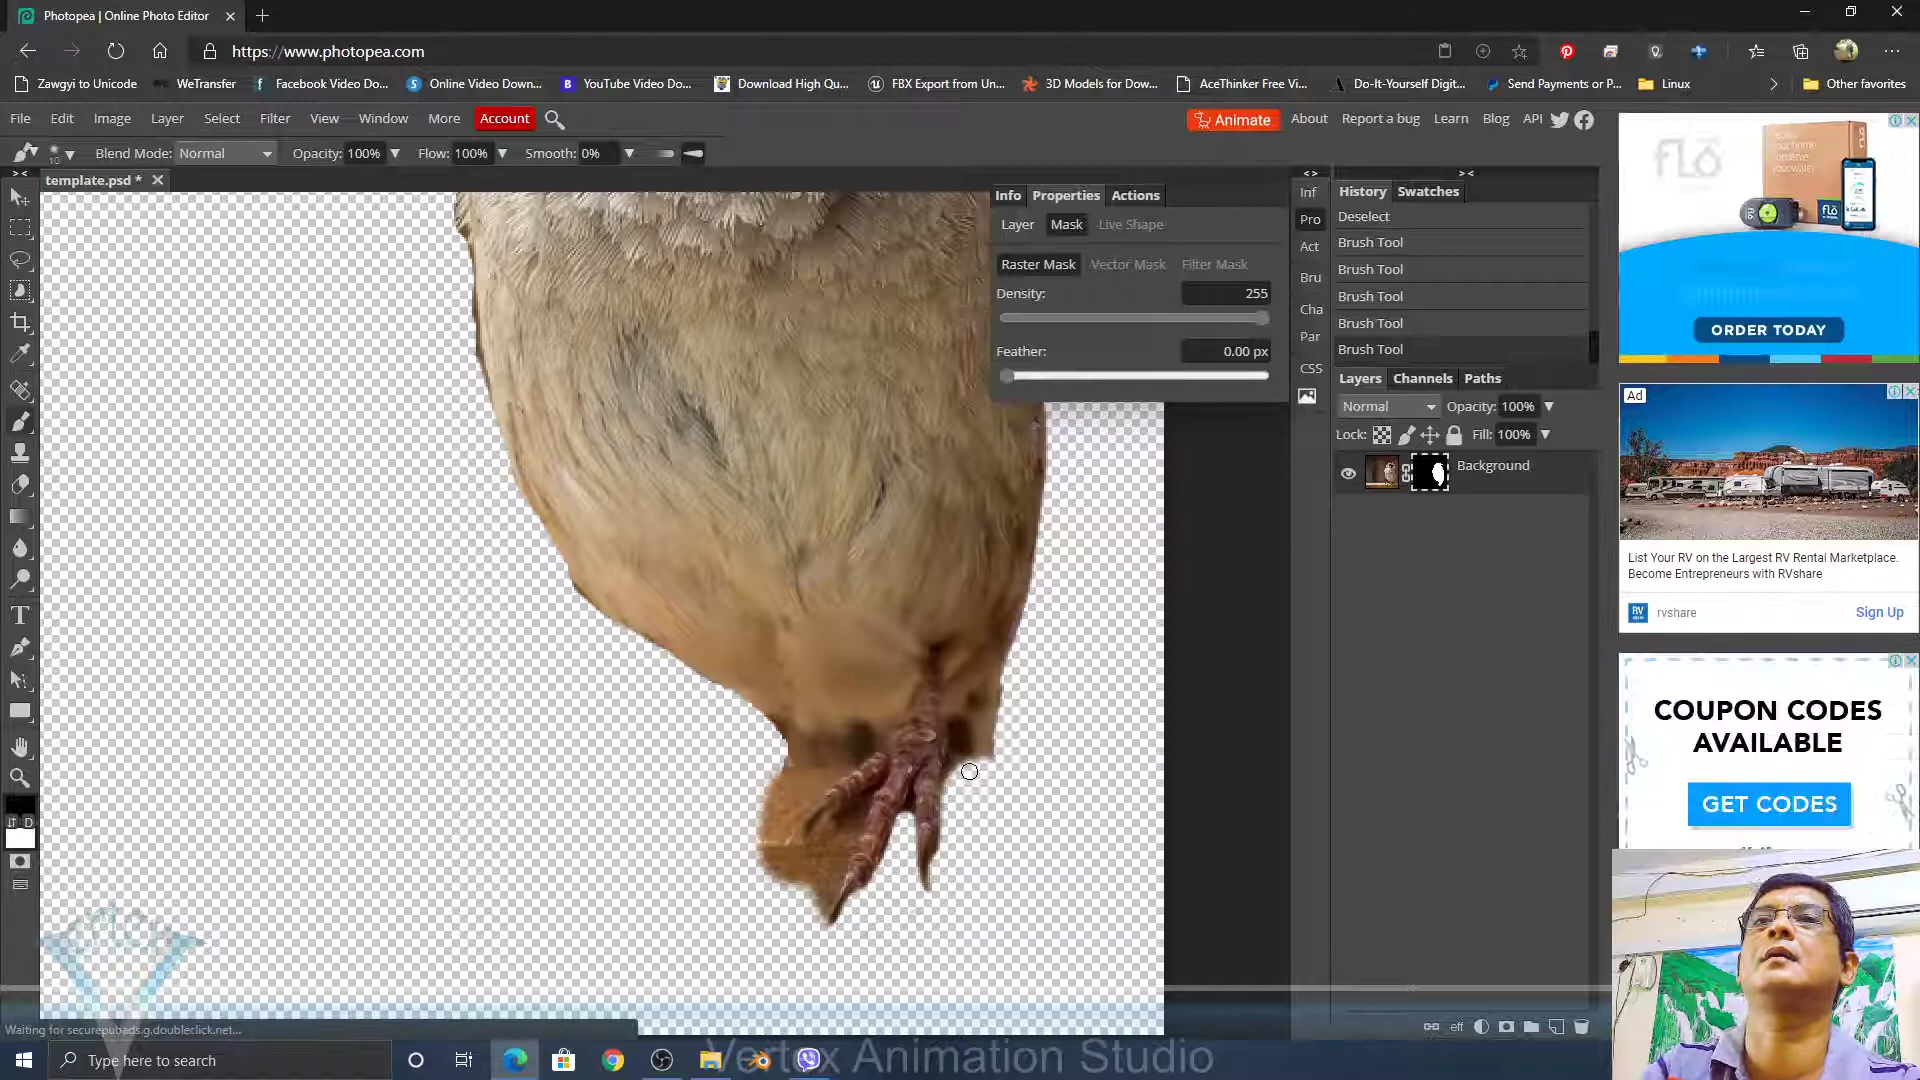 Photopea | Online Photo Editor
https://www.photopea.com
Zawgyi to Unicode
WeTransfer
Facebook Video Do...
Online Video Down...
YouTube Video Do...
Download High Qu...
FBX Export from Un...
3D Models for Dow...
AceThinker Free Vi...
Do-It-Yourself Digit...
Send Payments or P...
Linux
Other favorites
File Edit Image Layer Select Filter View Window More Account
Animate About Report a bug Learn Blog API
10 Blend Mode: Normal Opacity: 100% Flow: 100% Smooth: 0%
template.psd *
Info Properties Actions
Layer Mask Live Shape
Raster Mask Vector Mask Filter Mask
Density: 255
Feather: 0.00 px
Inf
Pro
Act
Bru
Cha
Par
CSS
History Swatches
Deselect
Brush Tool
Brush Tool
Brush Tool
Brush Tool
Brush Tool
Layers Channels Paths
Normal Opacity: 100%
Lock: Fill: 100%
Background
eff
D
flo
ORDER TODAY
Ad
List Your RV on the Largest RV Rental Marketplace.
Become Entrepreneurs with RVshare
RV rvshare Sign Up
COUPON CODES
AVAILABLE
GET CODES
Waiting for securepubads.g.doubleclick.net...
Type here to search
Vertex Animation Studio